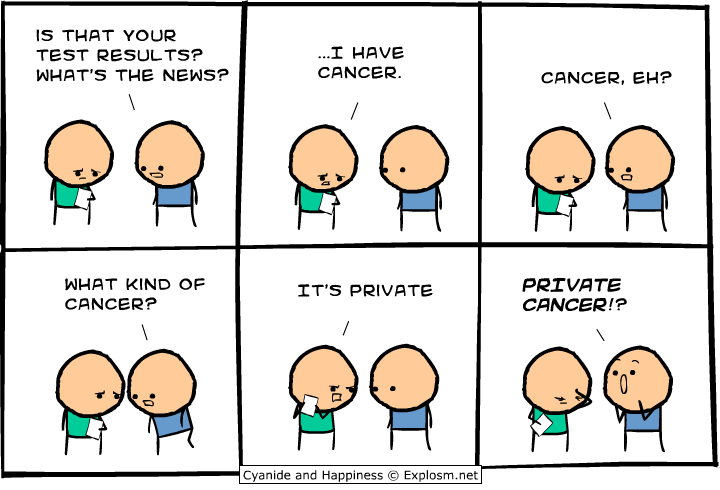 IS THAT YOUR
TEST RESULTS?
WHAT'S THE NEWS?
...I HAVE
CANCER.
CANCER, EH?
WHAT KIND OF
CANCER?
IT'S PRIVATE
PRIVATE
CANCER!?
Cyanide and Happiness © Explosm.net